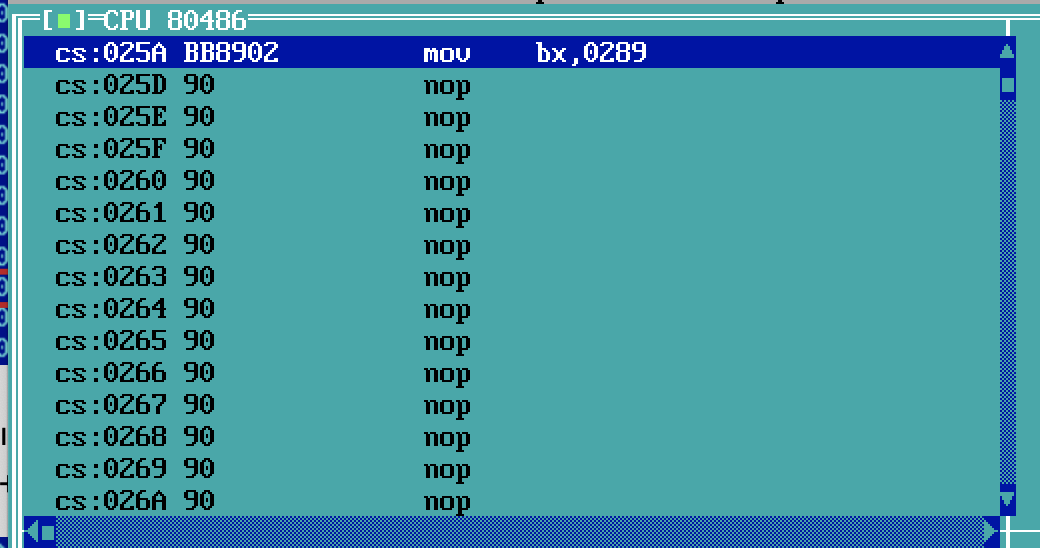 [■]=CPU 80486
cs:025A BB8902 mov bx,0289
cs:025D 90 nop
cs:025E 90 nop
cs:025F 90 nop
cs:0260 90 nop
cs:0261 90 nop
cs:0262 90 nop
cs:0263 90 nop
cs:0264 90 nop
cs:0265 90 nop
cs:0266 90 nop
cs:0267 90 nop
cs:0268 90 nop
cs:0269 90 nop
cs:026A 90 nop